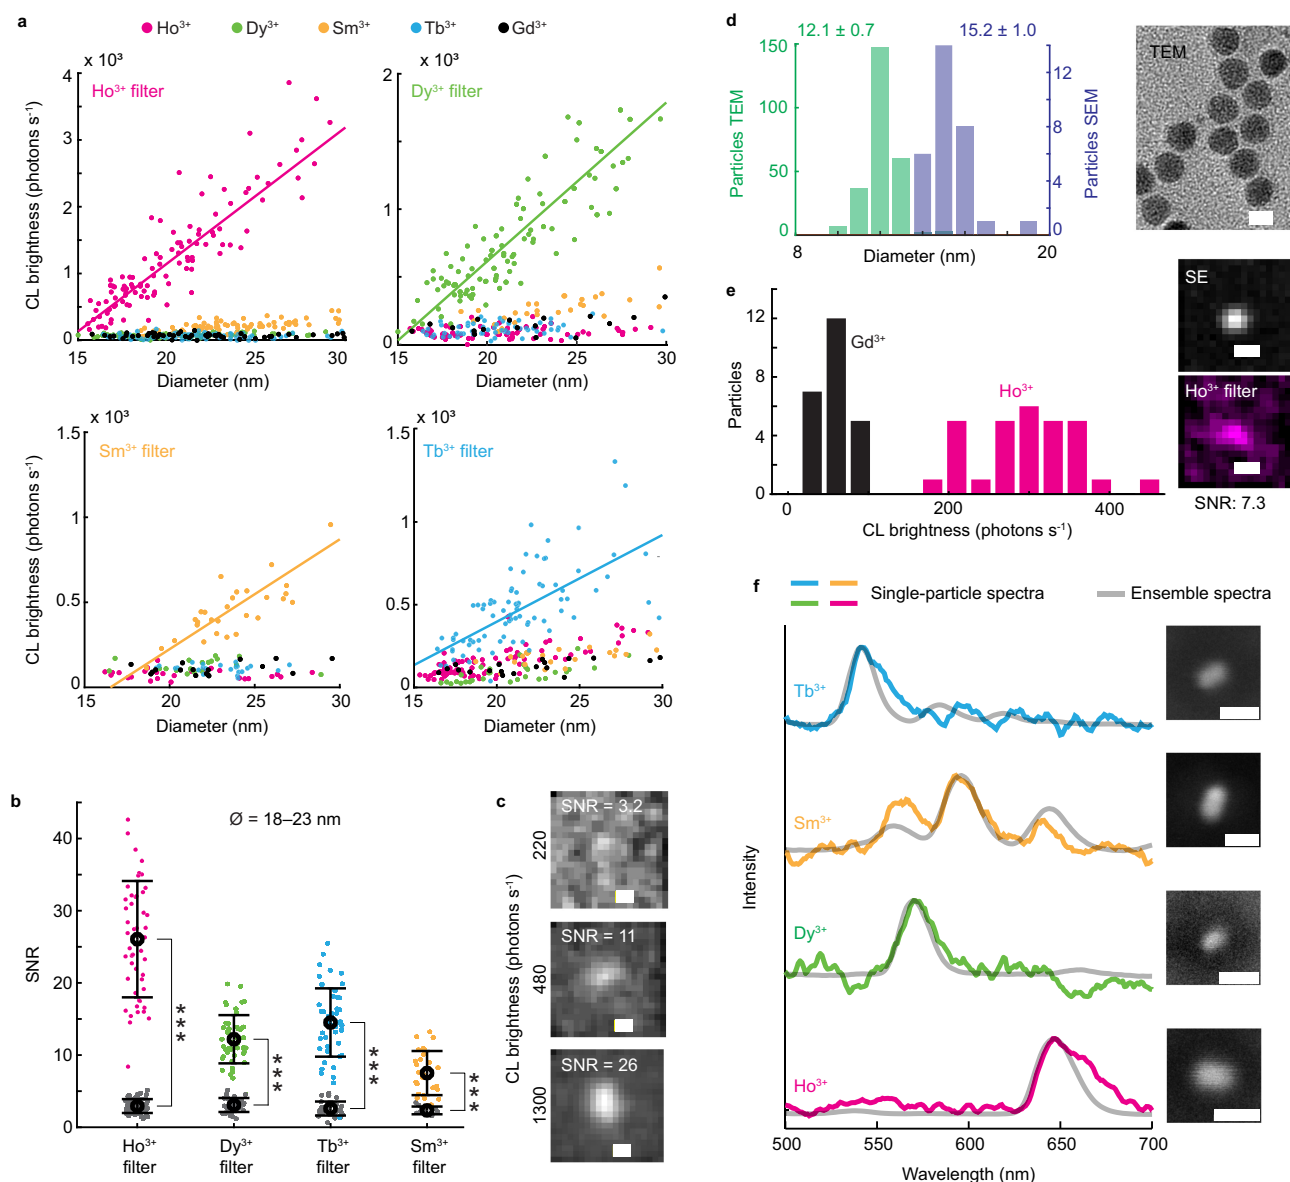 a
Ho³⁺ Dy³⁺ Sm³⁺ Tb³⁺ Gd³⁺
x 10³
Ho³⁺ filter
CL brightness (photons s⁻¹)
4
3
2
1
0
15 20 25 30
Diameter (nm)
x 10³
Dy³⁺ filter
2
1
0
15 20 25 30
Diameter (nm)
x 10³
Sm³⁺ filter
CL brightness (photons s⁻¹)
1.5
1
0.5
0
15 20 25 30
Diameter (nm)
x 10³
Tb³⁺ filter
1.5
1
0.5
0
15 20 25 30
Diameter (nm)
b
Ø = 18–23 nm
SNR
40
30
20
10
0
***
***
***
***
Ho³⁺ filter
Dy³⁺ filter
Tb³⁺ filter
Sm³⁺ filter
c
CL brightness (photons s⁻¹)
220
SNR = 3.2
480
SNR = 11
1300
SNR = 26
d
12.1 ± 0.7 15.2 ± 1.0
Particles TEM
150
100
50
0
Particles SEM
12
8
4
0
8 20
Diameter (nm)
TEM
e
Particles
12
8
4
0
Gd³⁺
Ho³⁺
0 200 400
CL brightness (photons s⁻¹)
SE
Ho³⁺ filter
SNR: 7.3
f
Single-particle spectra Ensemble spectra
Intensity
Tb³⁺
Sm³⁺
Dy³⁺
Ho³⁺
500 550 600 650 700
Wavelength (nm)